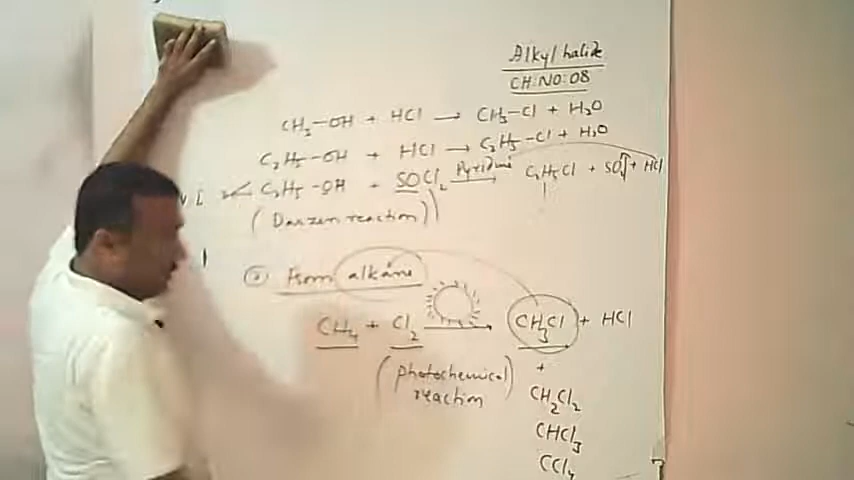 Alkyl halide
CH:NO:08
CH3-OH + HCl → CH3-Cl + H2O
C2H5-OH + HCl → C2H5-Cl + H2O
C2H5-OH + SOCl2 Pyridine → C2H5Cl + SO2↑ + HCl
(Darzen reaction)
② From alkane
CH4 + Cl2 → CH3Cl + HCl
(photochemical reaction)
+
CH2Cl2
CHCl3
CCl4